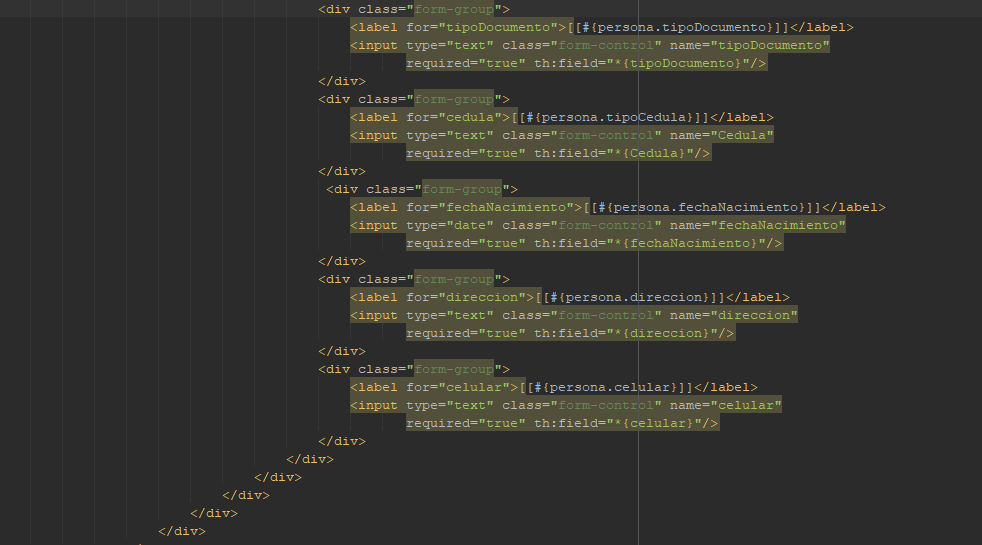 <div class="form-group">
<label for="tipoDocumento">[[#{persona.tipoDocumento}]]</label>
<input type="text" class="form-control" name="tipoDocumento"
required="true" th:field="*{tipoDocumento}"/>
</div>
<div class="form-group">
<label for="cedula">[[#{persona.tipoCedula}]]</label>
<input type="text" class="form-control" name="Cedula"
required="true" th:field="*{Cedula}"/>
</div>
<div class="form-group">
<label for="fechaNacimiento">[[#{persona.fechaNacimiento}]]</label>
<input type="date" class="form-control" name="fechaNacimiento"
required="true" th:field="*{fechaNacimiento}"/>
</div>
<div class="form-group">
<label for="direccion">[[#{persona.direccion}]]</label>
<input type="text" class="form-control" name="direccion"
required="true" th:field="*{direccion}"/>
</div>
<div class="form-group">
<label for="celular">[[#{persona.celular}]]</label>
<input type="text" class="form-control" name="celular"
required="true" th:field="*{celular}"/>
</div>
</div>
</div>
</div>
</div>
</div>